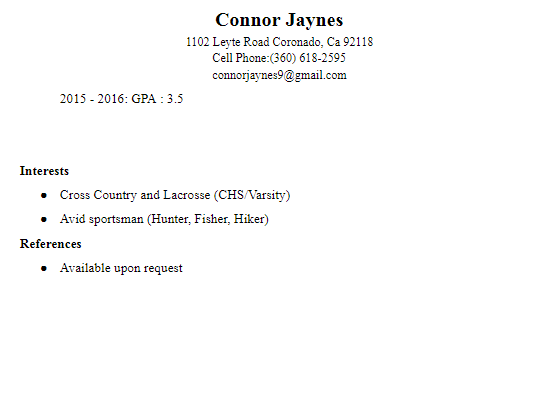 Connor Jaynes
1102 Leyte Road Coronado, Ca 92118
Cell Phone:(360) 618-2595
connorjaynes9@gmail.com
2015 - 2016: GPA : 3.5
Interests
● Cross Country and Lacrosse (CHS/Varsity)
● Avid sportsman (Hunter, Fisher, Hiker)
References
● Available upon request